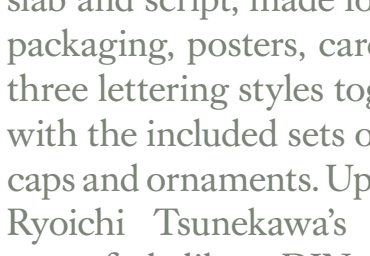 slab and script, made fo
packaging, posters, car
three lettering styles tog
with the included sets o
caps and ornaments. Up
Ryoichi Tsunekawa’s
DIN